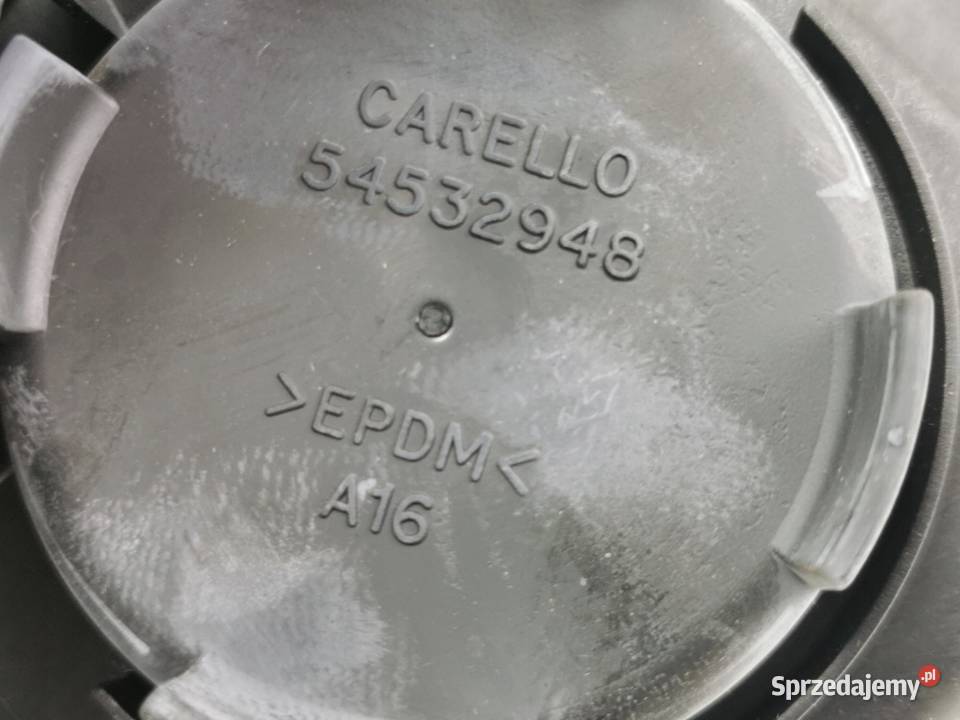 CARELLO
54532948
>EPDM<
A16
Sprzedajemy.pl